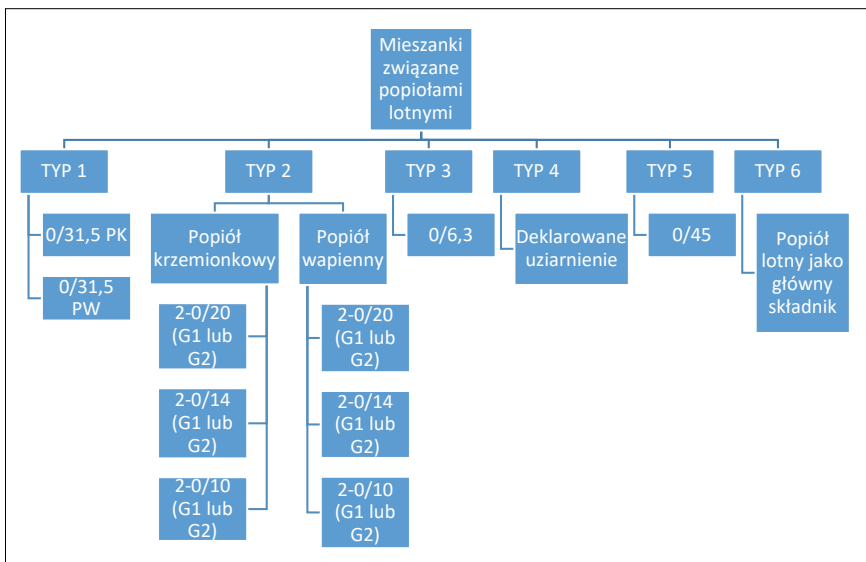 Mieszanki
związane
popiołami
lotnymi
TYP 1
TYP 2
TYP 3
TYP 4
TYP 5
TYP 6
0/31,5 PK
0/31,5
PW
Popiół
krzemionkowy
2-0/20
(G1 lub
G2)
2-0/14
(G1 lub
G2)
2-0/10
(G1 lub
G2)
Popiół
wapienny
2-0/20
(G1 lub
G2)
2-0/14
(G1 lub
G2)
2-0/10
(G1 lub
G2)
0/6,3
Deklarowane
uziarnienie
0/45
Popiół
lotny jako
główny
składnik